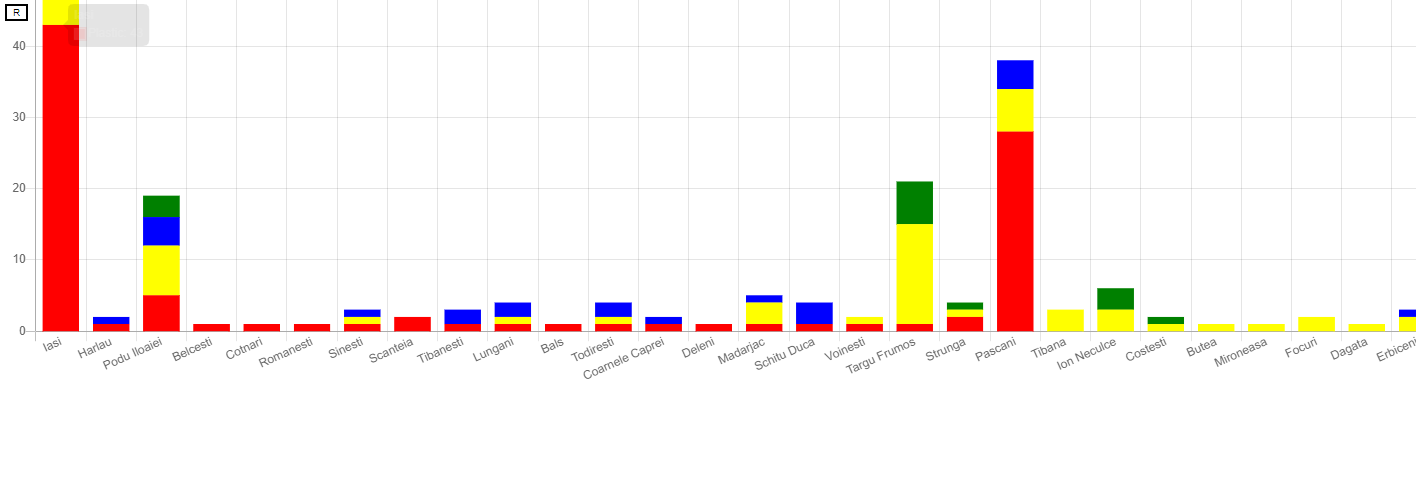 R
40
30
20
10
0
Iasi
Harlau
Podu Iloaiei
Belcesti
Cotnari
Romanesti
Sinesti
Scanteia
Tibanesti
Lungani
Bals
Todiresti
Coarnele Caprei
Deleni
Madarjac
Schitu Duca
Voinesti
Targu Frumos
Strunga
Pascani
Tibana
Ion Neculce
Costesti
Butea
Mironeasa
Focuri
Dagata
Erbiceni